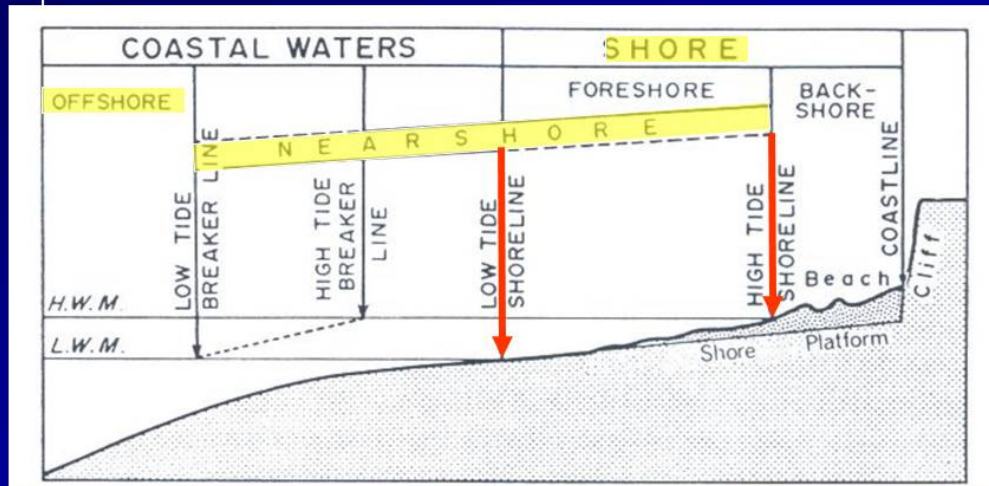 COASTAL WATERS
SHORE
OFFSHORE
FORESHORE
BACK-
SHORE
NEARSHORE
LOW TIDE
BREAKER LINE
HIGH TIDE
BREAKER
LINE
LOW TIDE
SHORELINE
HIGH TIDE
SHORELINE
COASTLINE
Cliff
Beach
H.W.M.
L.W.M.
Shore Platform